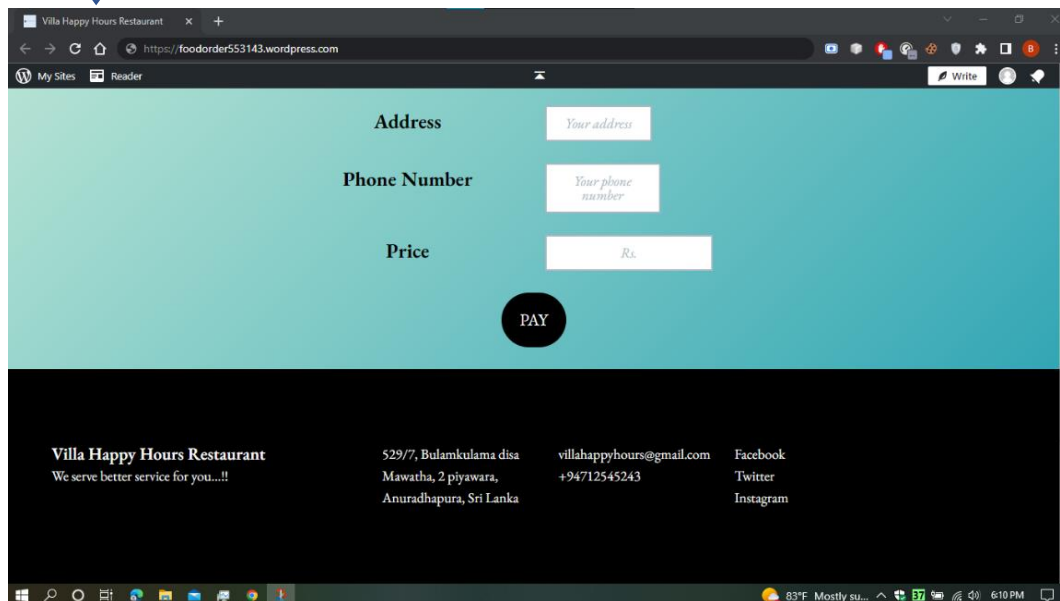 Villa Happy Hours Restaurant
https://foodorder553143.wordpress.com
B
My Sites Reader Write
Address Your address
Phone Number Your phone
number
Price Rs.
PAY
Villa Happy Hours Restaurant
We serve better service for you...!!
529/7, Bulamkulama disa
Mawatha, 2 piyawara,
Anuradhapura, Sri Lanka
villahappyhours@gmail.com
+94712545243
Facebook
Twitter
Instagram
83°F Mostly su... 37 6:10 PM